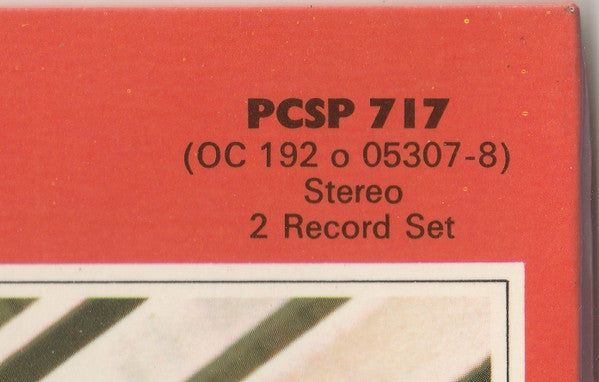 PCSP 717
(OC 192 o 05307-8)
Stereo
2 Record Set